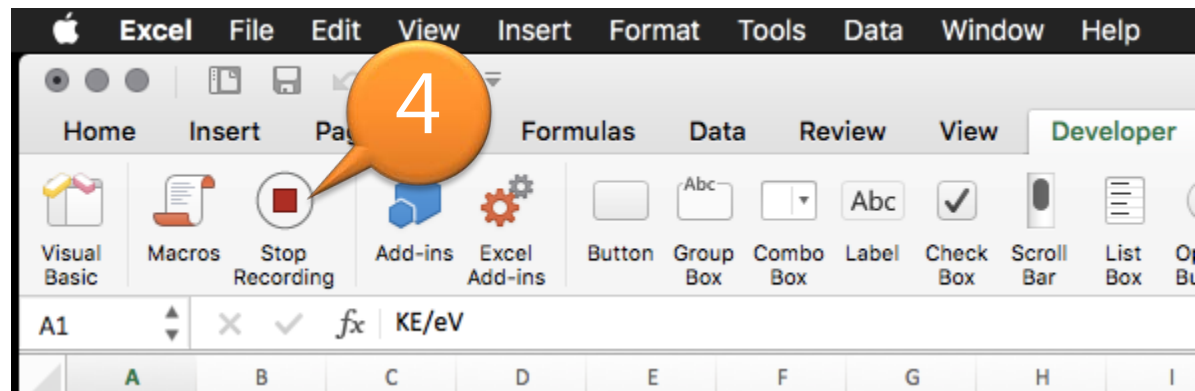 Excel File Edit View Insert Format Tools Data Window Help
4
Home Insert Formulas Data Review View Developer
Abc Abc
Visual Basic Macros Stop Recording Add-ins Excel Add-ins Button Group Box Combo Box Label Check Box Scroll Bar List Box
A1 fx KE/eV
A B C D E F G H I